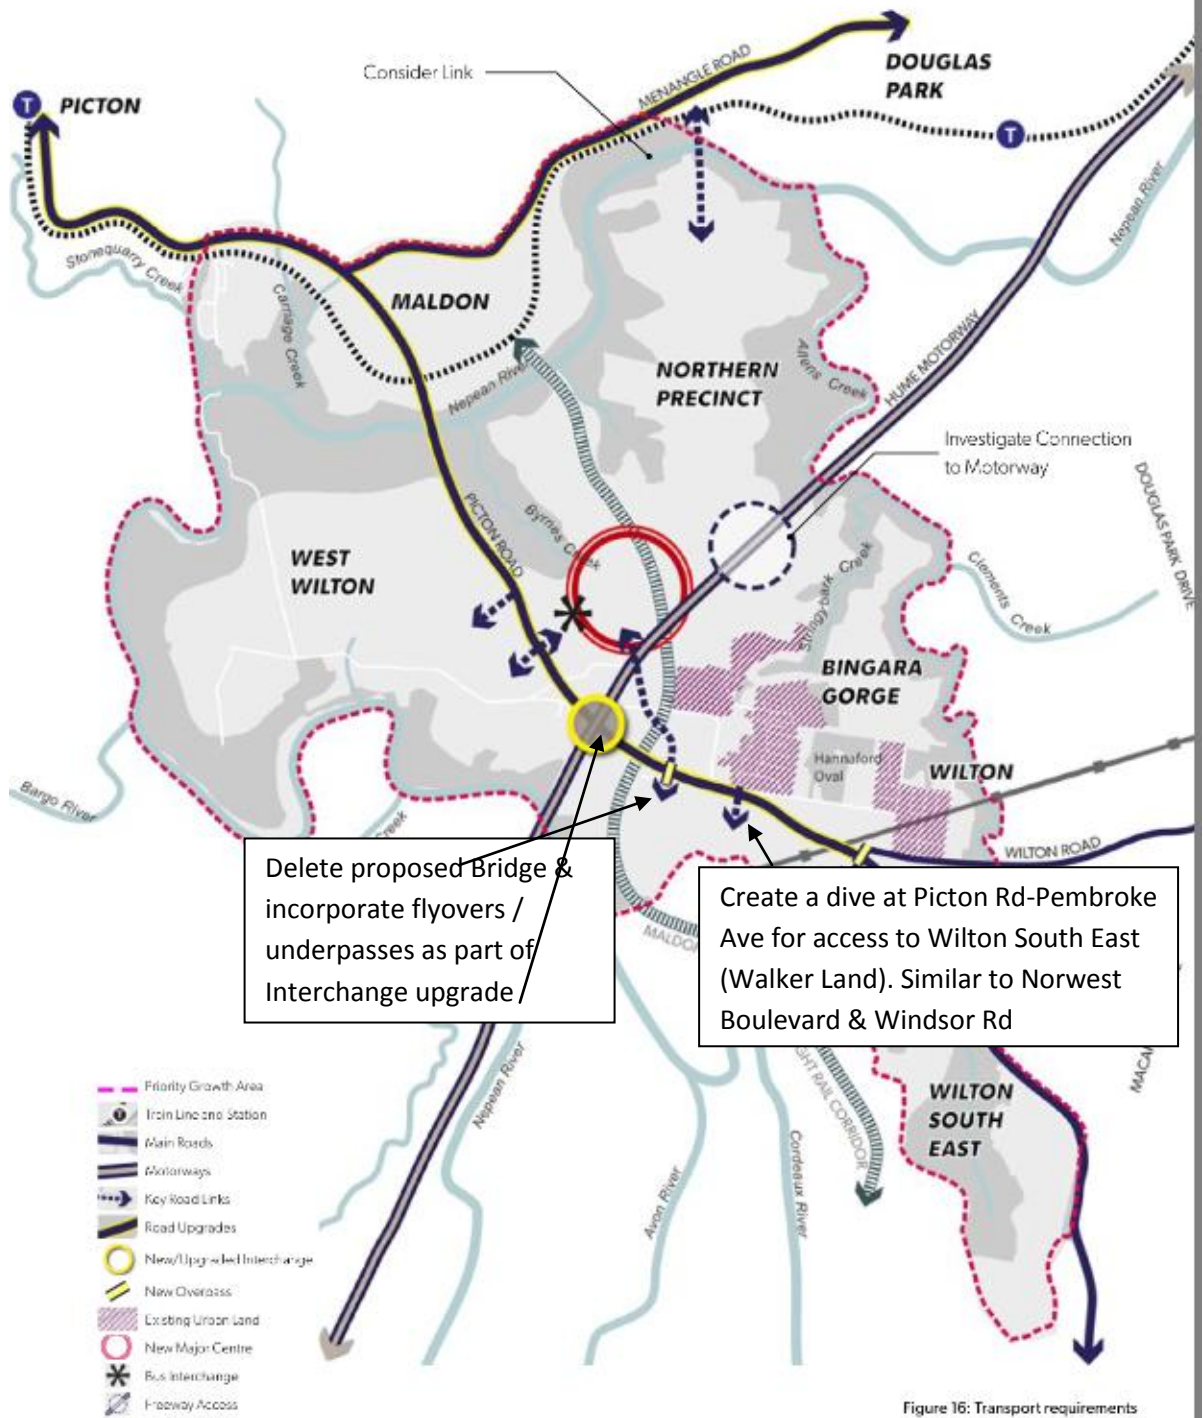 Consider Link
MENANGLE ROAD
DOUGLAS
PARK
T
PICTON
T
Nepean River
Stonequarry Creek
Carriage Creek
MALDON
HUME MOTORWAY
Allens Creek
NORTHERN
PRECINCT
Nepean River
Investigate Connection
to Motorway
DOUGLAS PARK DRIVE
PICTON ROAD
Byrnes Creek
WEST
WILTON
Stringybark Creek
Clements Creek
BINGARA
GORGE
Hannaford
Oval
WILTON
Bargo River
Creek
WILTON ROAD
Delete proposed Bridge &
incorporate flyovers /
underpasses as part of
Interchange upgrade
Create a dive at Picton Rd-Pembroke
Ave for access to Wilton South East
(Walker Land). Similar to Norwest
Boulevard & Windsor Rd
MALDO
Nepean River
Avon River
Cordeaux River
GHT RAIL CORRIDOR
MACA
WILTON
SOUTH
EAST
Priority Growth Area
Train Line and Station
Main Roads
Motorways
Key Road Links
Road Upgrades
New/Upgraded Interchange
New Overpass
Existing Urban Land
New Major Centre
Bus Interchange
Freeway Access
Figure 16: Transport requirements